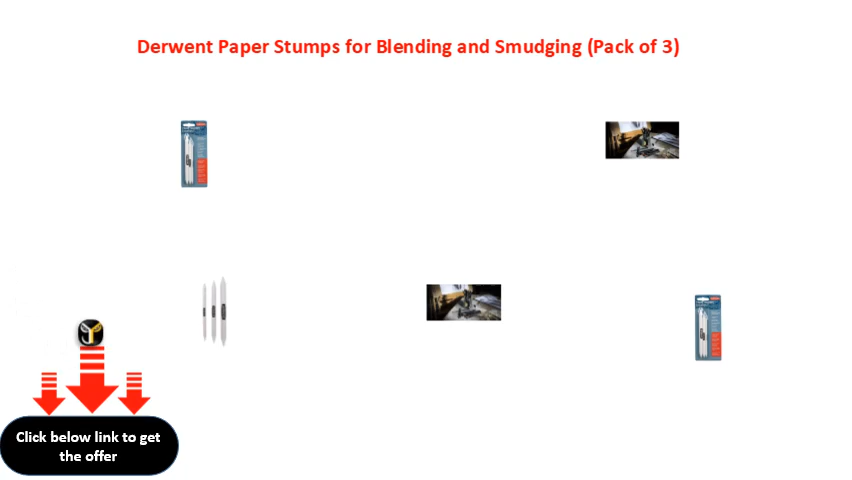 Derwent Paper Stumps for Blending and Smudging (Pack of 3)
Click below link to get
the offer